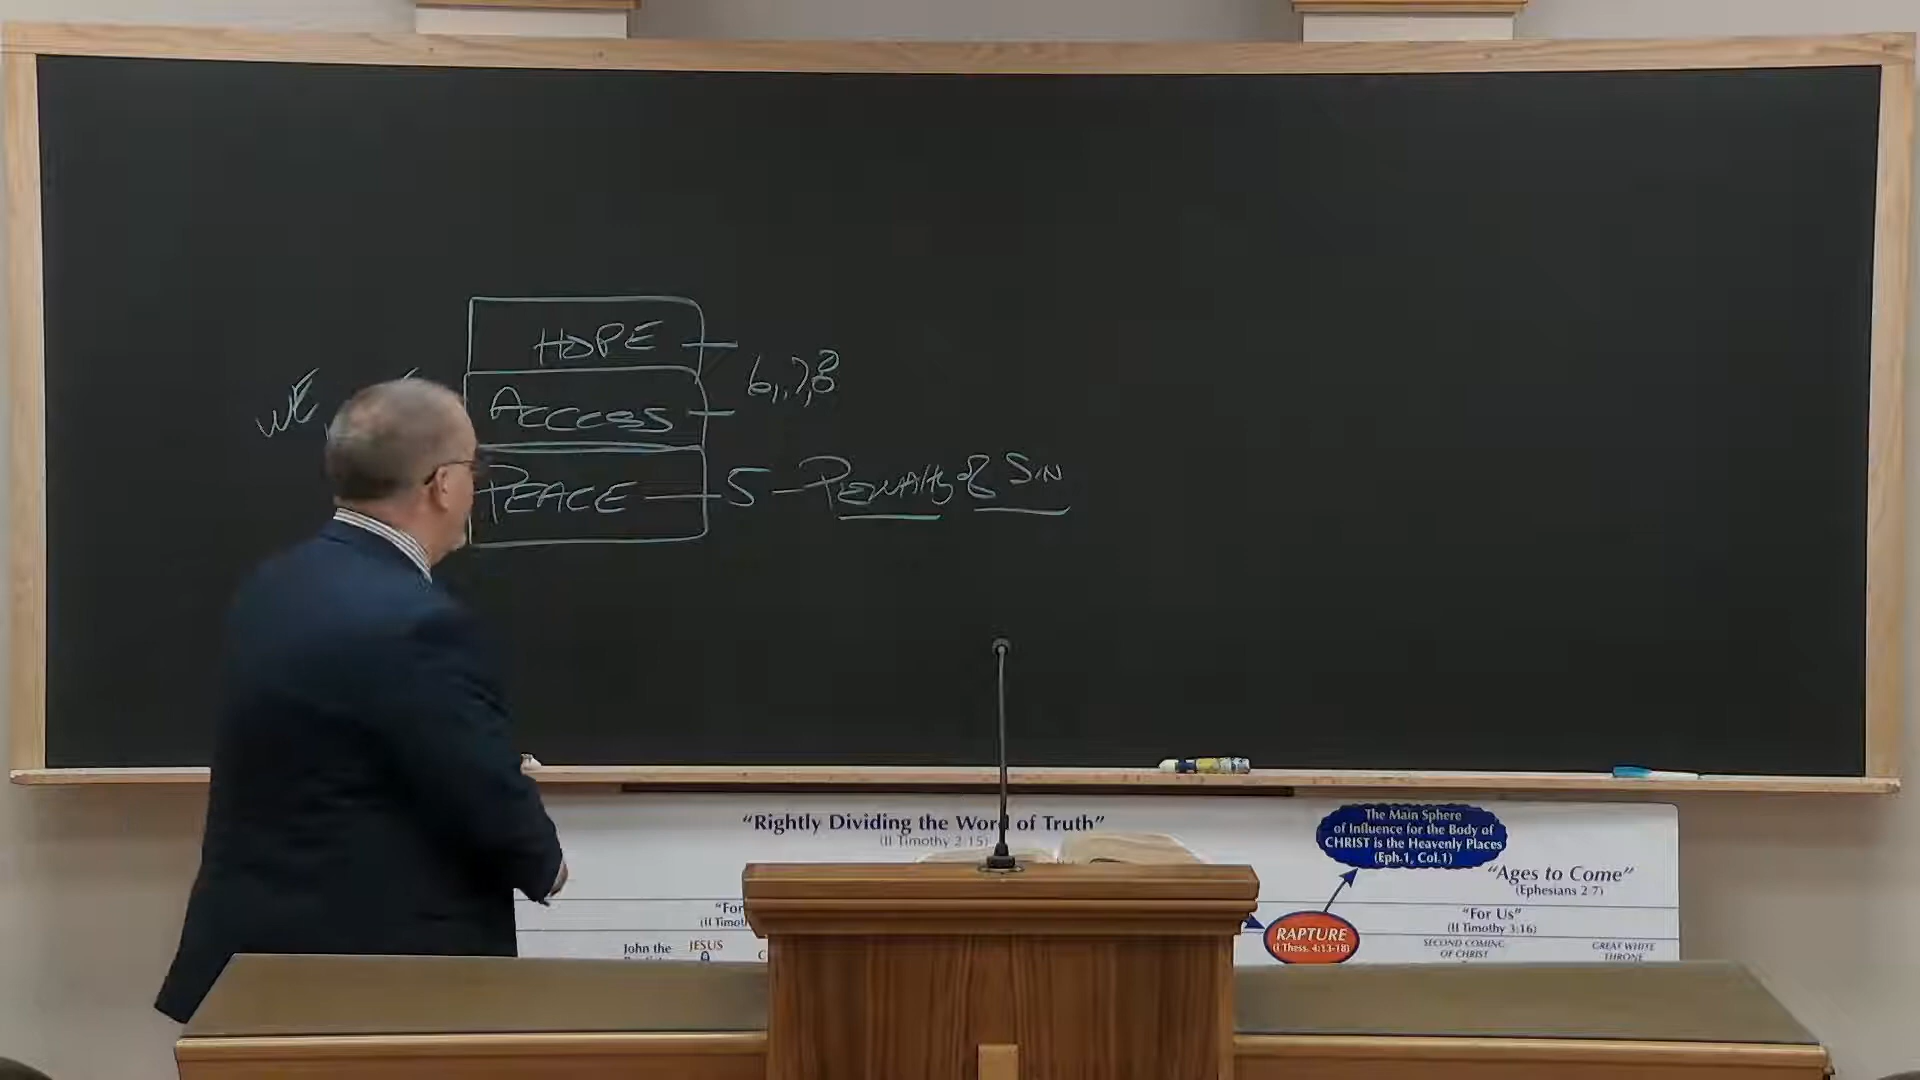 HOPE
WE
ACCESS
6,7,8
PEACE — 5 — PENALTY of SIN
"Rightly Dividing the Word of Truth"
(II Timothy 2:15)
The Main Sphere
of Influence for the Body of
CHRIST is the Heavenly Places
(Eph.1, Col.1)
"Ages to Come"
(Ephesians 2:7)
"For
(II Timot
"For Us"
(II Timothy 3:16)
RAPTURE
(I Thess. 4:13-18)
John the
JESUS
C
SECOND COMING
OF CHRIST
GREAT WHITE
THRONE